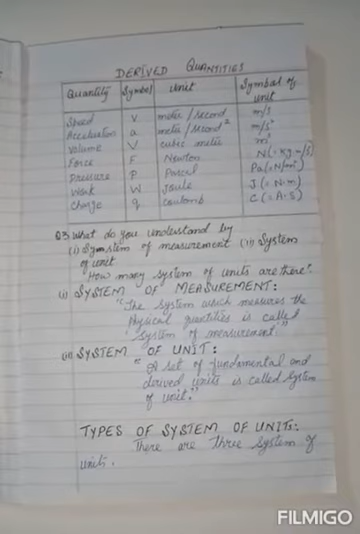 DERIVED QUANTITIES
Quantity Symbol Unit Symbol of unit
Speed V meter/second m/s
Acceleration a meter/second² m/s²
Volume V cubic meter m³
Force F Newton N(=Kg m/s)
Pressure P Pascal Pa(=N/m²)
Work W Joule J(=N·m)
Charge q coulomb C(=A·S)
Q3: What do you understand by
(i) System of measurement (ii) System
of unit
How many system of units are there?
(i) SYSTEM OF MEASUREMENT:
"The system which measures the
physical quantities is called
system of measurement."
(ii) SYSTEM OF UNIT:
"A set of fundamental and
derived units is called system
of unit."
TYPES OF SYSTEM OF UNITS:
There are three system of
units.
FILMIGO